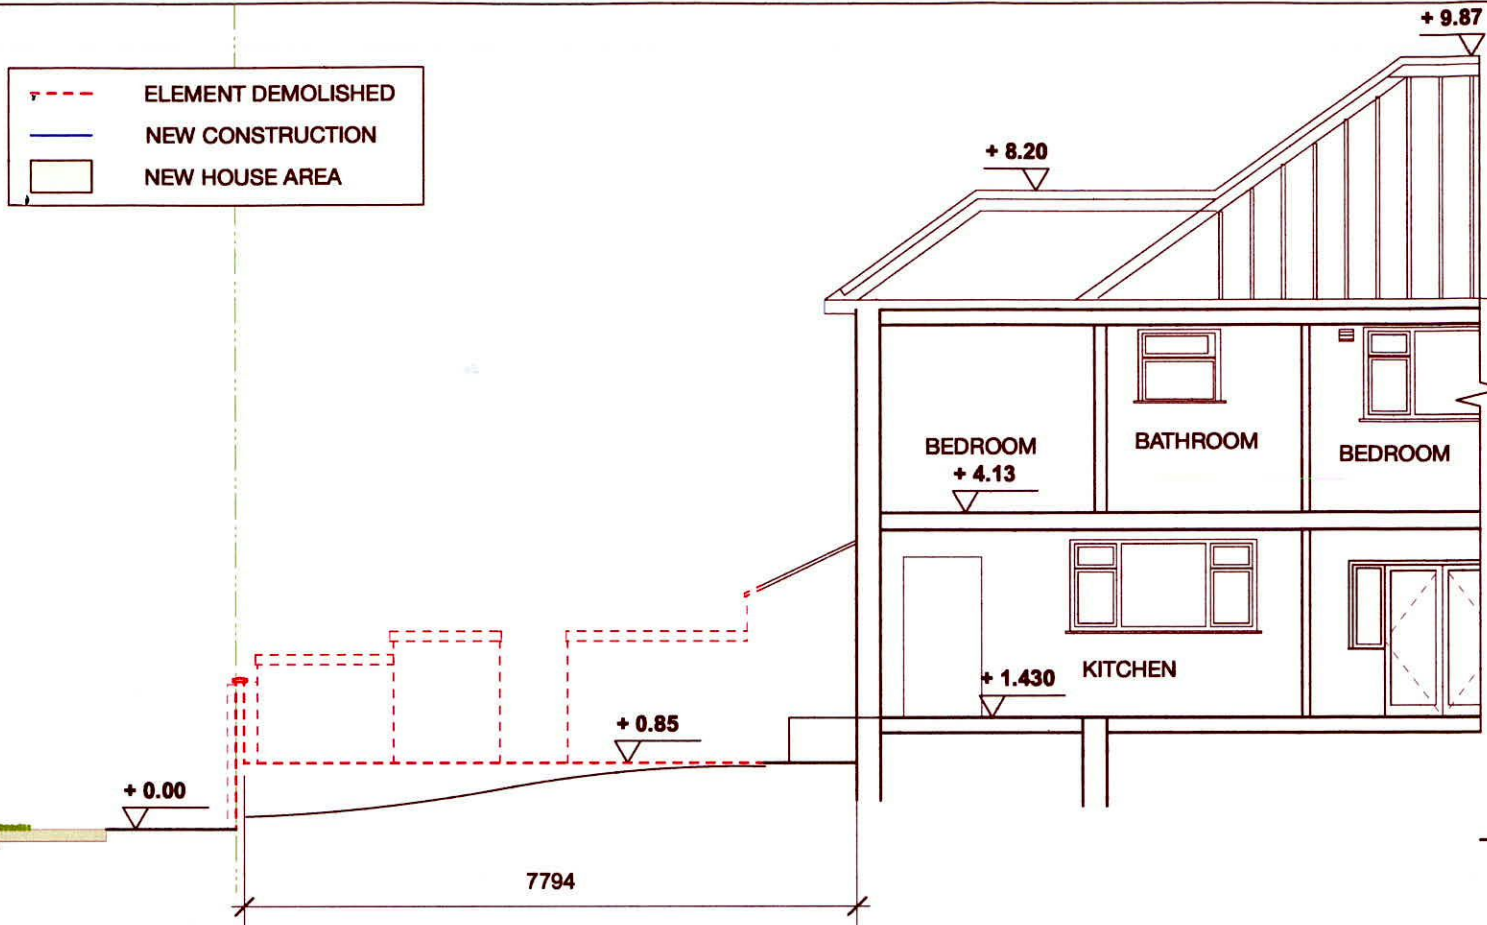 + 9.87
ELEMENT DEMOLISHED
NEW CONSTRUCTION
NEW HOUSE AREA
+ 8.20
BEDROOM
+ 4.13
BATHROOM
BEDROOM
KITCHEN
+ 1.430
+ 0.85
+ 0.00
7794